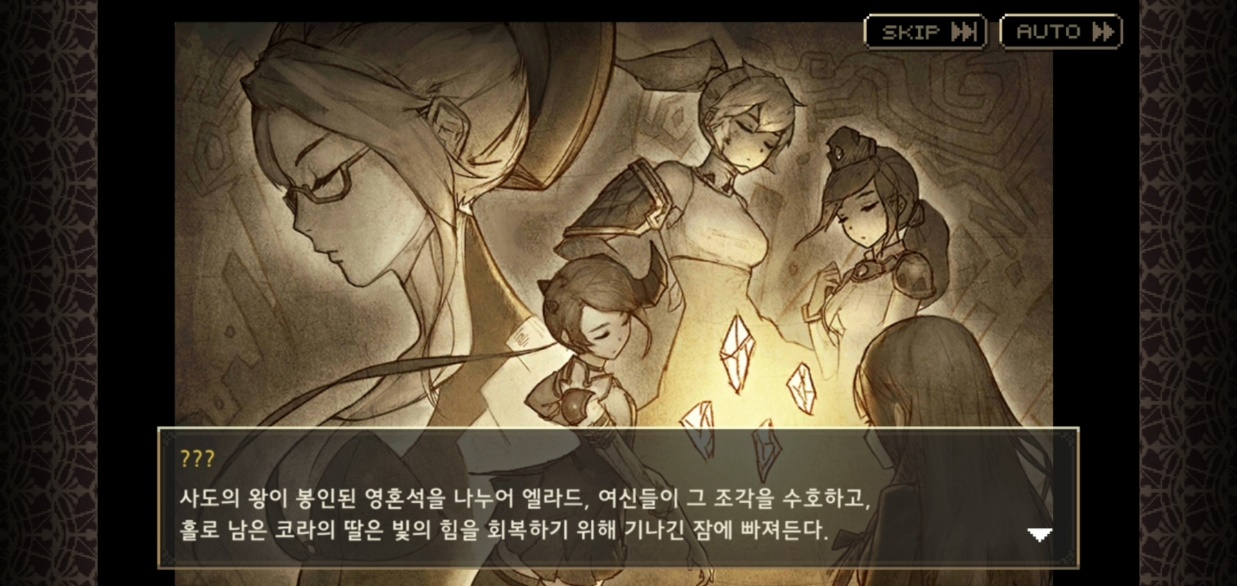 SKIP
AUTO
???
사도의 왕이 봉인된 영혼석을 나누어 엘라드, 여신들이 그 조각을 수호하고,
홀로 남은 코라의 딸은 빛의 힘을 회복하기 위해 기나긴 잠에 빠져든다.